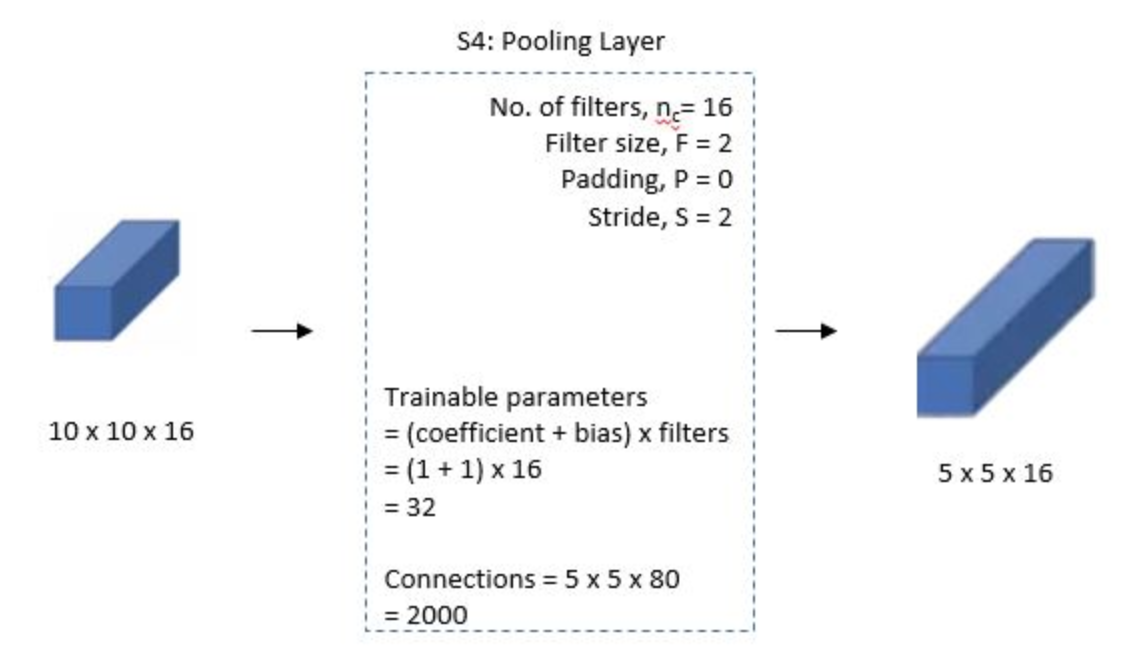 S4: Pooling Layer
No. of filters, nc= 16
Filter size, F = 2
Padding, P = 0
Stride, S = 2
10 x 10 x 16
Trainable parameters
= (coefficient + bias) x filters
= (1 + 1) x 16
= 32
Connections = 5 x 5 x 80
= 2000
5 x 5 x 16